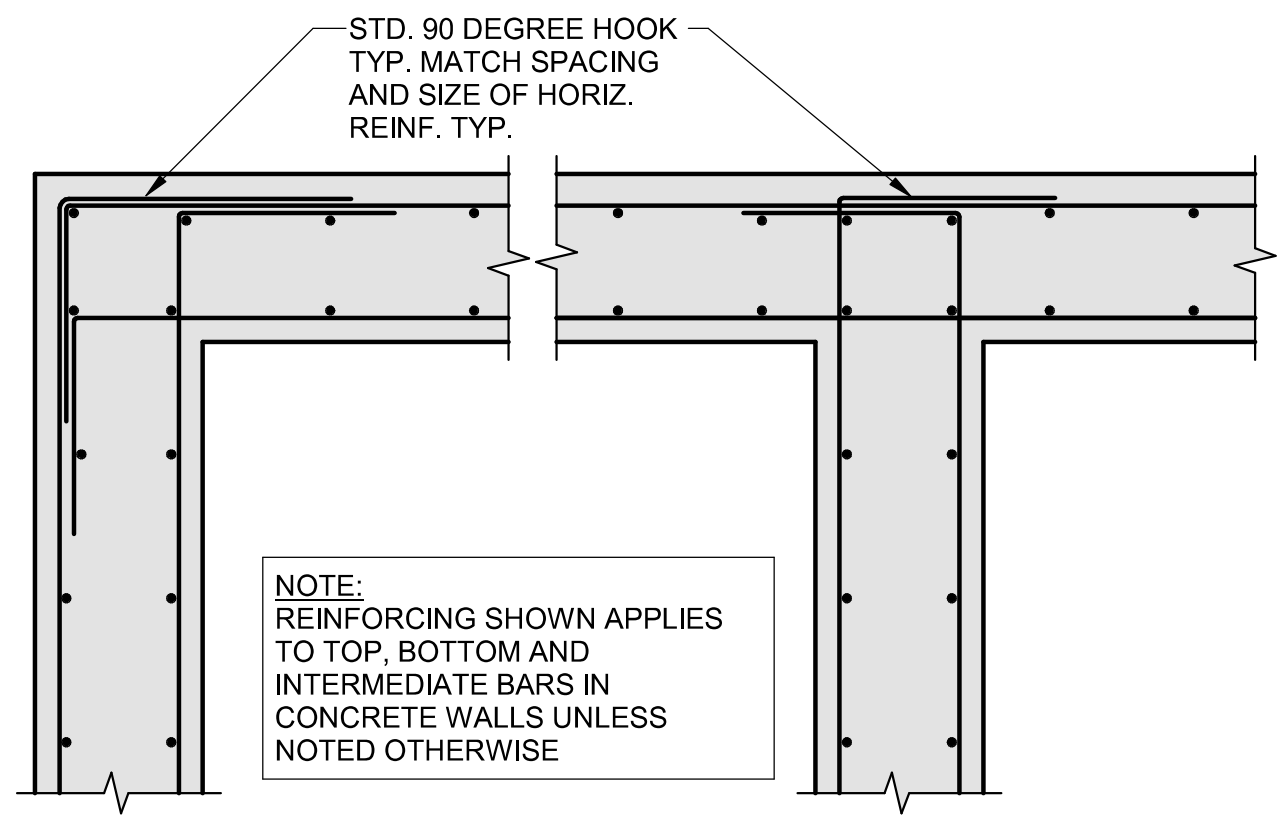 STD. 90 DEGREE HOOK
TYP. MATCH SPACING
AND SIZE OF HORIZ.
REINF. TYP.
NOTE:
REINFORCING SHOWN APPLIES
TO TOP, BOTTOM AND
INTERMEDIATE BARS IN
CONCRETE WALLS UNLESS
NOTED OTHERWISE